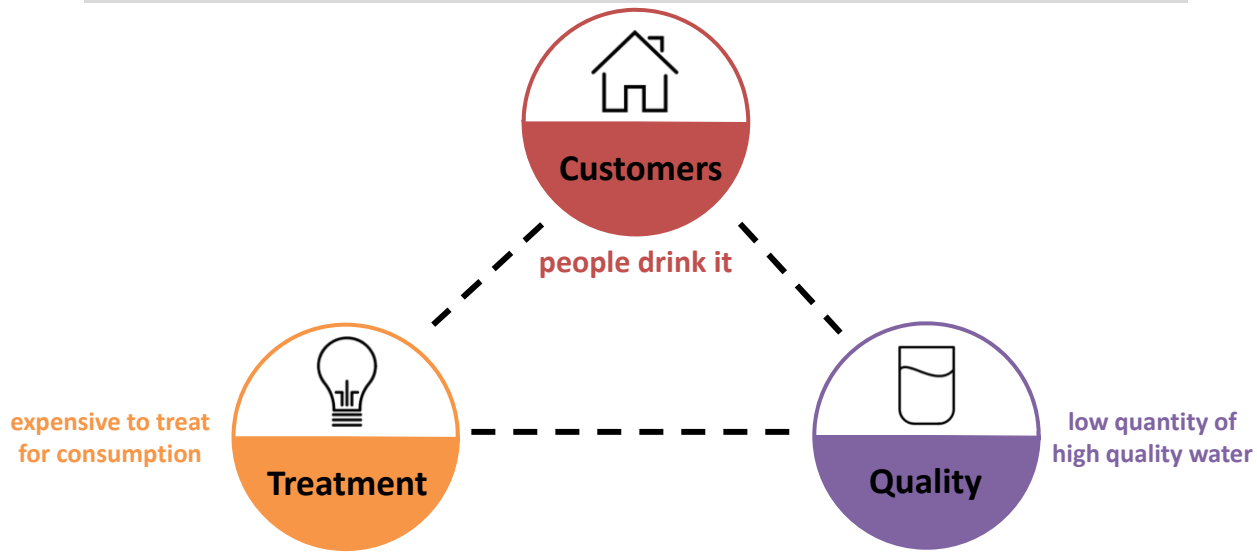 Customers
people drink it
expensive to treat
for consumption
Treatment
Quality
low quantity of
high quality water